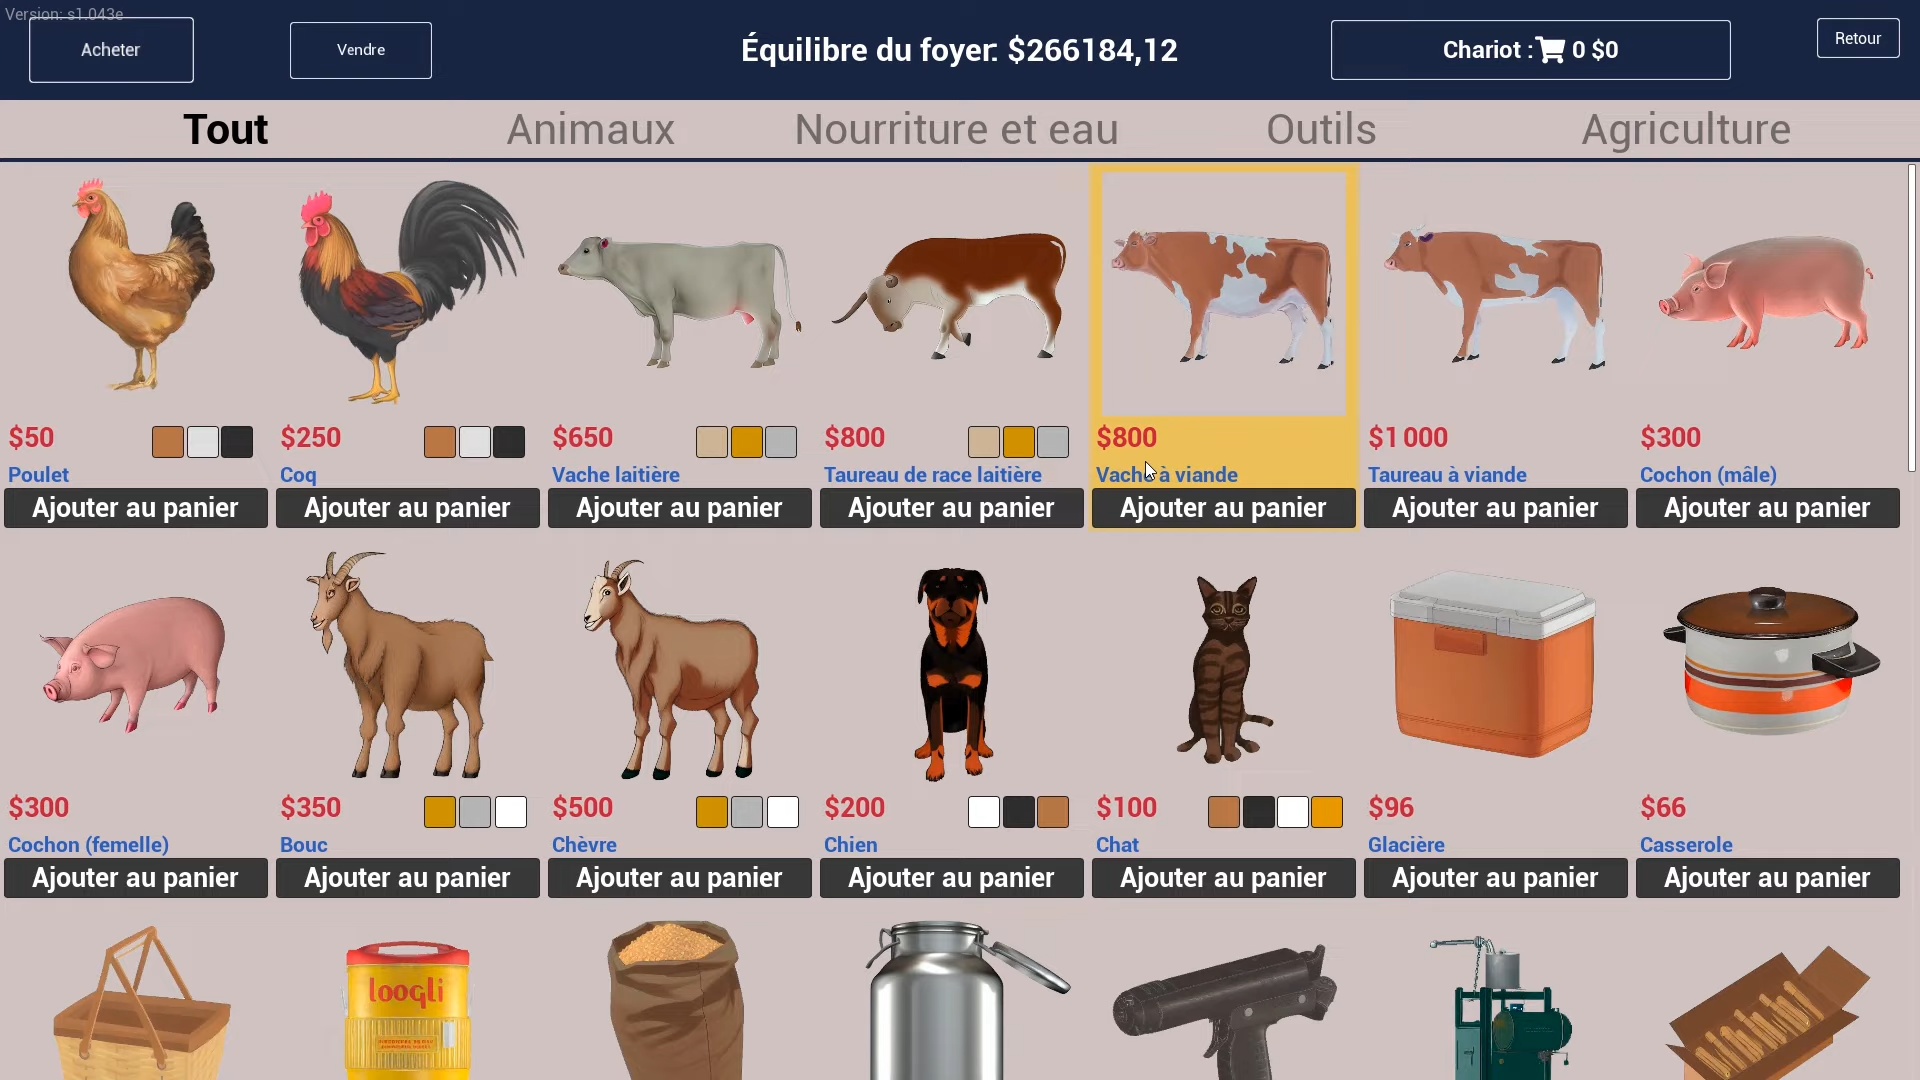 Version: s1.043e
Acheter
Vendre
Équilibre du foyer: $266184,12
Chariot : 0 $0
Retour
Tout
Animaux
Nourriture et eau
Outils
Agriculture
$50
Poulet
Ajouter au panier
$250
Coq
Ajouter au panier
$650
Vache laitière
Ajouter au panier
$800
Taureau de race laitière
Ajouter au panier
$800
Vache à viande
Ajouter au panier
$1 000
Taureau à viande
Ajouter au panier
$300
Cochon (mâle)
Ajouter au panier
$300
Cochon (femelle)
Ajouter au panier
$350
Bouc
Ajouter au panier
$500
Chèvre
Ajouter au panier
$200
Chien
Ajouter au panier
$100
Chat
Ajouter au panier
$96
Glacière
Ajouter au panier
$66
Casserole
Ajouter au panier
looqli